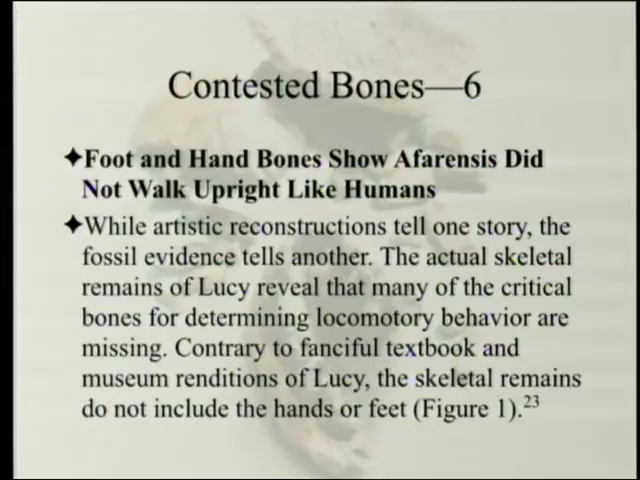 Contested Bones—6
✦Foot and Hand Bones Show Afarensis Did
Not Walk Upright Like Humans
✦While artistic reconstructions tell one story, the
fossil evidence tells another. The actual skeletal
remains of Lucy reveal that many of the critical
bones for determining locomotory behavior are
missing. Contrary to fanciful textbook and
museum renditions of Lucy, the skeletal remains
do not include the hands or feet (Figure 1).23